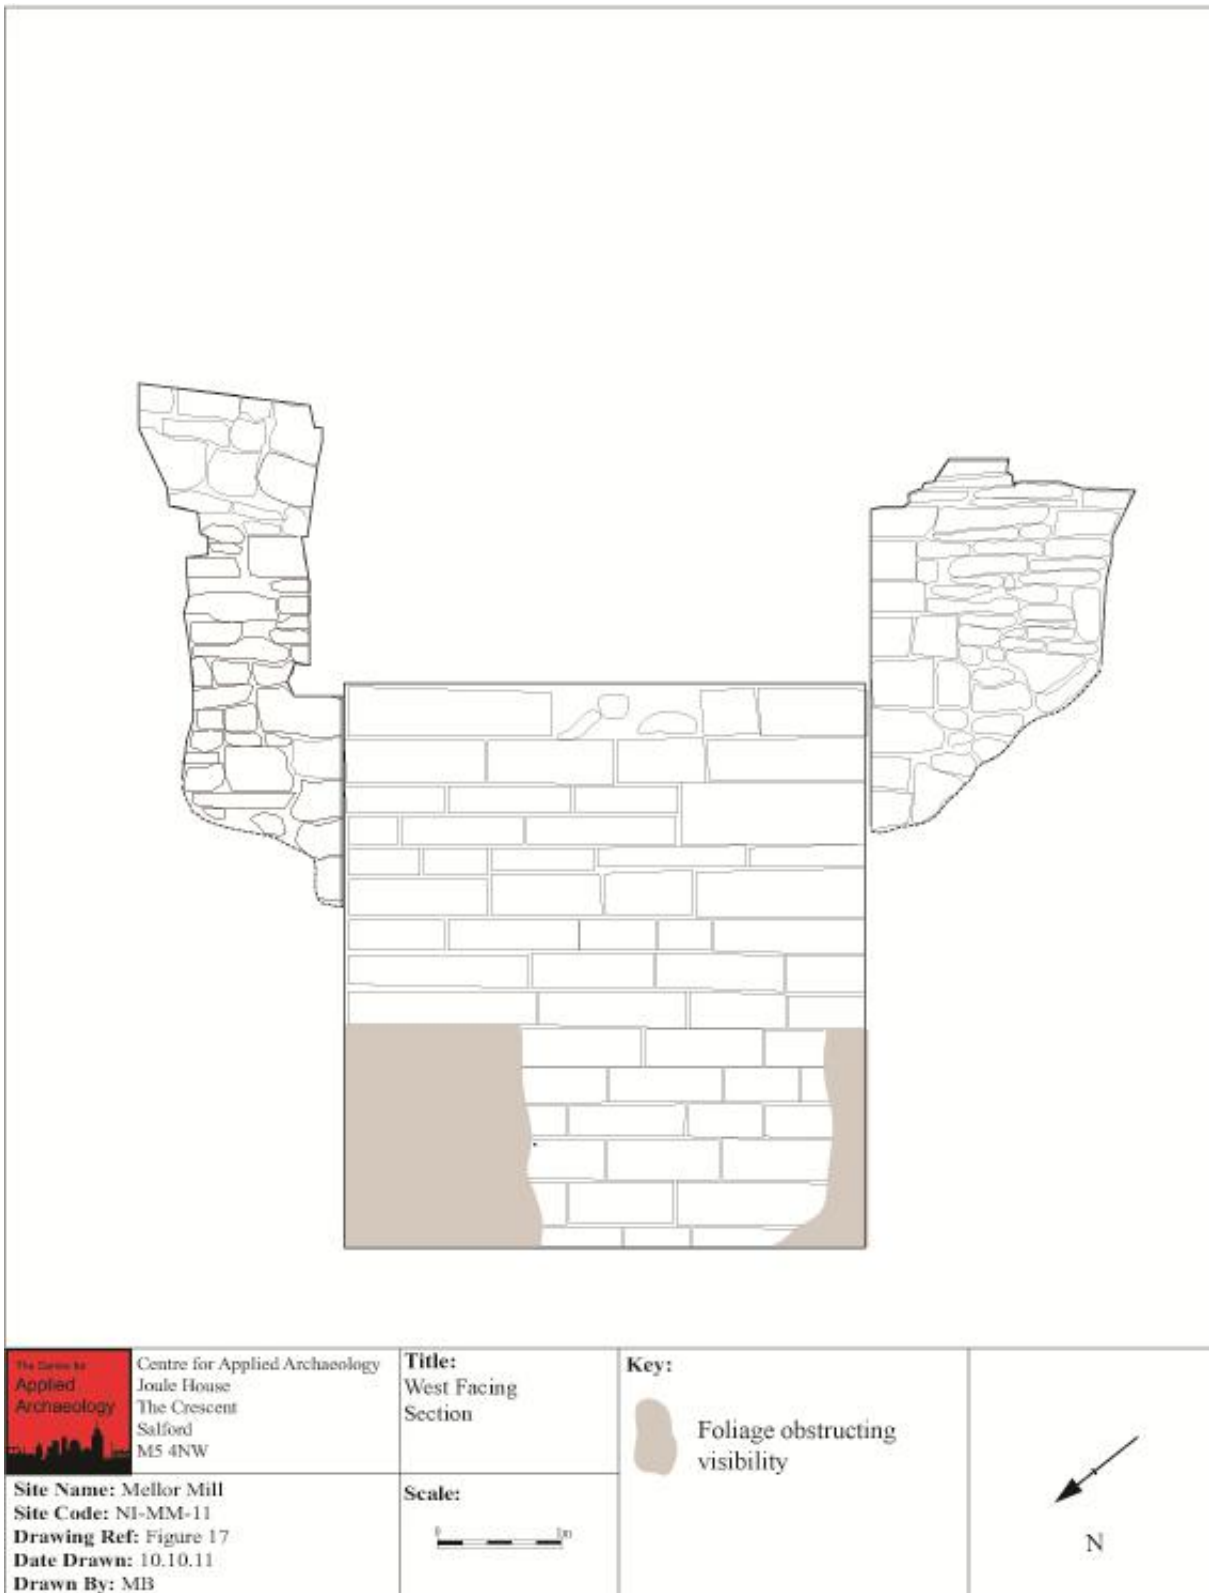 The Centre for
Applied
Archaeology
Centre for Applied Archaeology
Joule House
The Crescent
Salford
M5 4NW
Title:
West Facing
Section
Key:
Foliage obstructing
visibility
Site Name: Mellor Mill
Site Code: NI-MM-11
Drawing Ref: Figure 17
Date Drawn: 10.10.11
Drawn By: MB
Scale:
0 1m
N